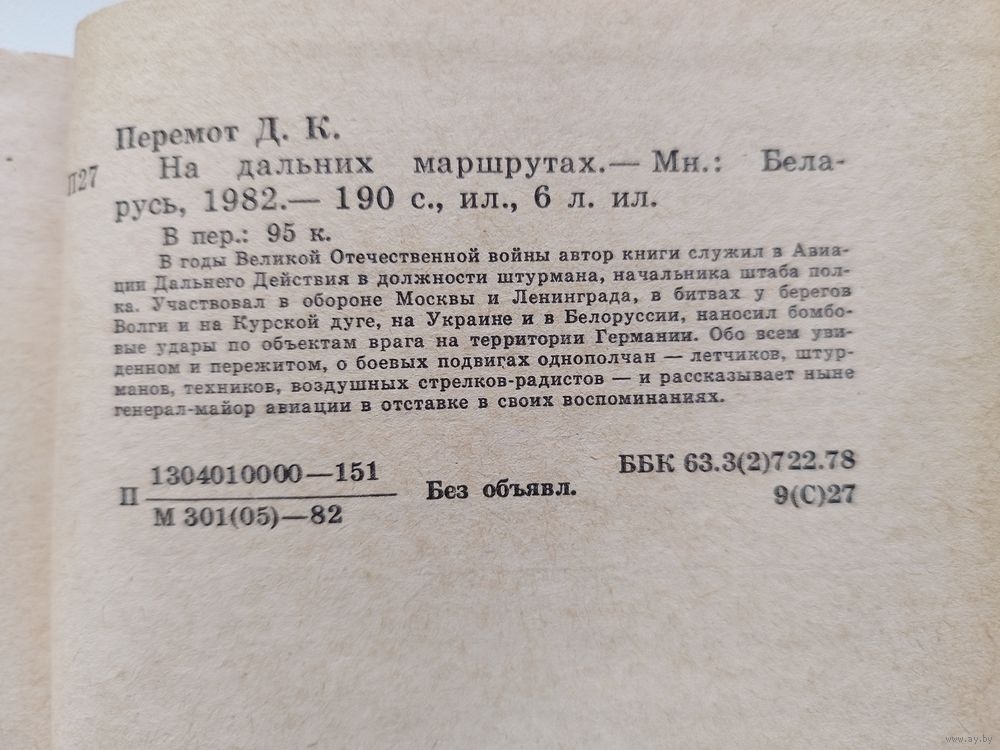 Перемот Д. К.
П27 На дальних маршрутах.— Мн.: Бела-
русь, 1982.— 190 с., ил., 6 л. ил.
В пер.: 95 к.
В годы Великой Отечественной войны автор книги служил в Авиа-
ции Дальнего Действия в должности штурмана, начальника штаба пол-
ка. Участвовал в обороне Москвы и Ленинграда, в битвах у берегов
Волги и на Курской дуге, на Украине и в Белоруссии, наносил бомбо-
вые удары по объектам врага на территории Германии. Обо всем уви-
денном и пережитом, о боевых подвигах однополчан — летчиков, штур-
манов, техников, воздушных стрелков-радистов — и рассказывает ныне
генерал-майор авиации в отставке в своих воспоминаниях.
П 1304010000—151
М 301(05)—82
Без объявл.
ББК 63.3(2)722.78
9(С)27
www.ay.by